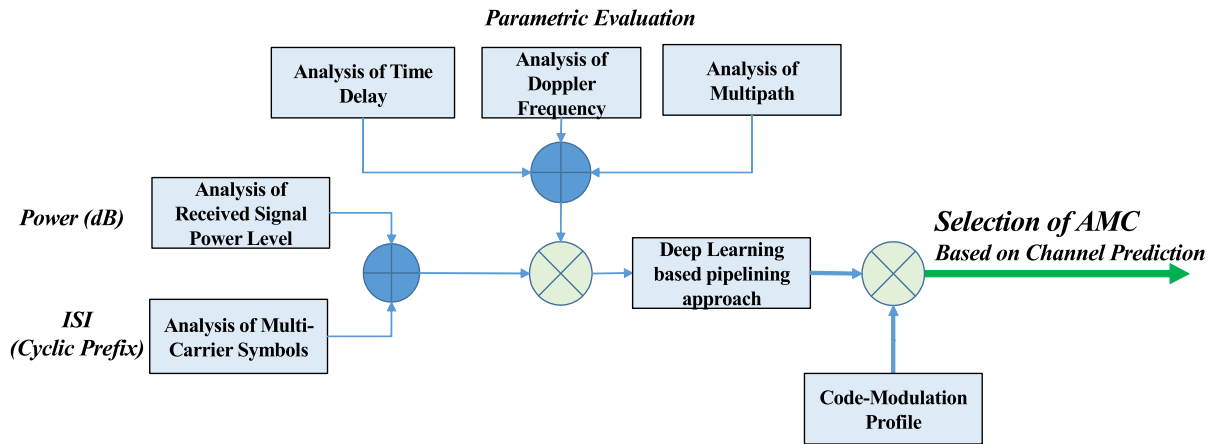 Parametric Evaluation
Analysis of Time
Delay
Analysis of
Doppler
Frequency
Analysis of
Multipath
Power (dB)
Analysis of
Received Signal
Power Level
Selection of AMC
Based on Channel Prediction
Deep Learning
based pipelining
approach
ISI
(Cyclic Prefix)
Analysis of Multi-
Carrier Symbols
Code-Modulation
Profile